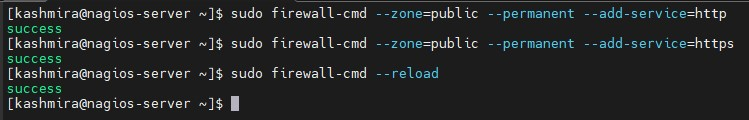 [kashmira@nagios-server ~]$ sudo firewall-cmd --zone=public --permanent --add-service=http
success
[kashmira@nagios-server ~]$ sudo firewall-cmd --zone=public --permanent --add-service=https
success
[kashmira@nagios-server ~]$ sudo firewall-cmd --reload
success
[kashmira@nagios-server ~]$